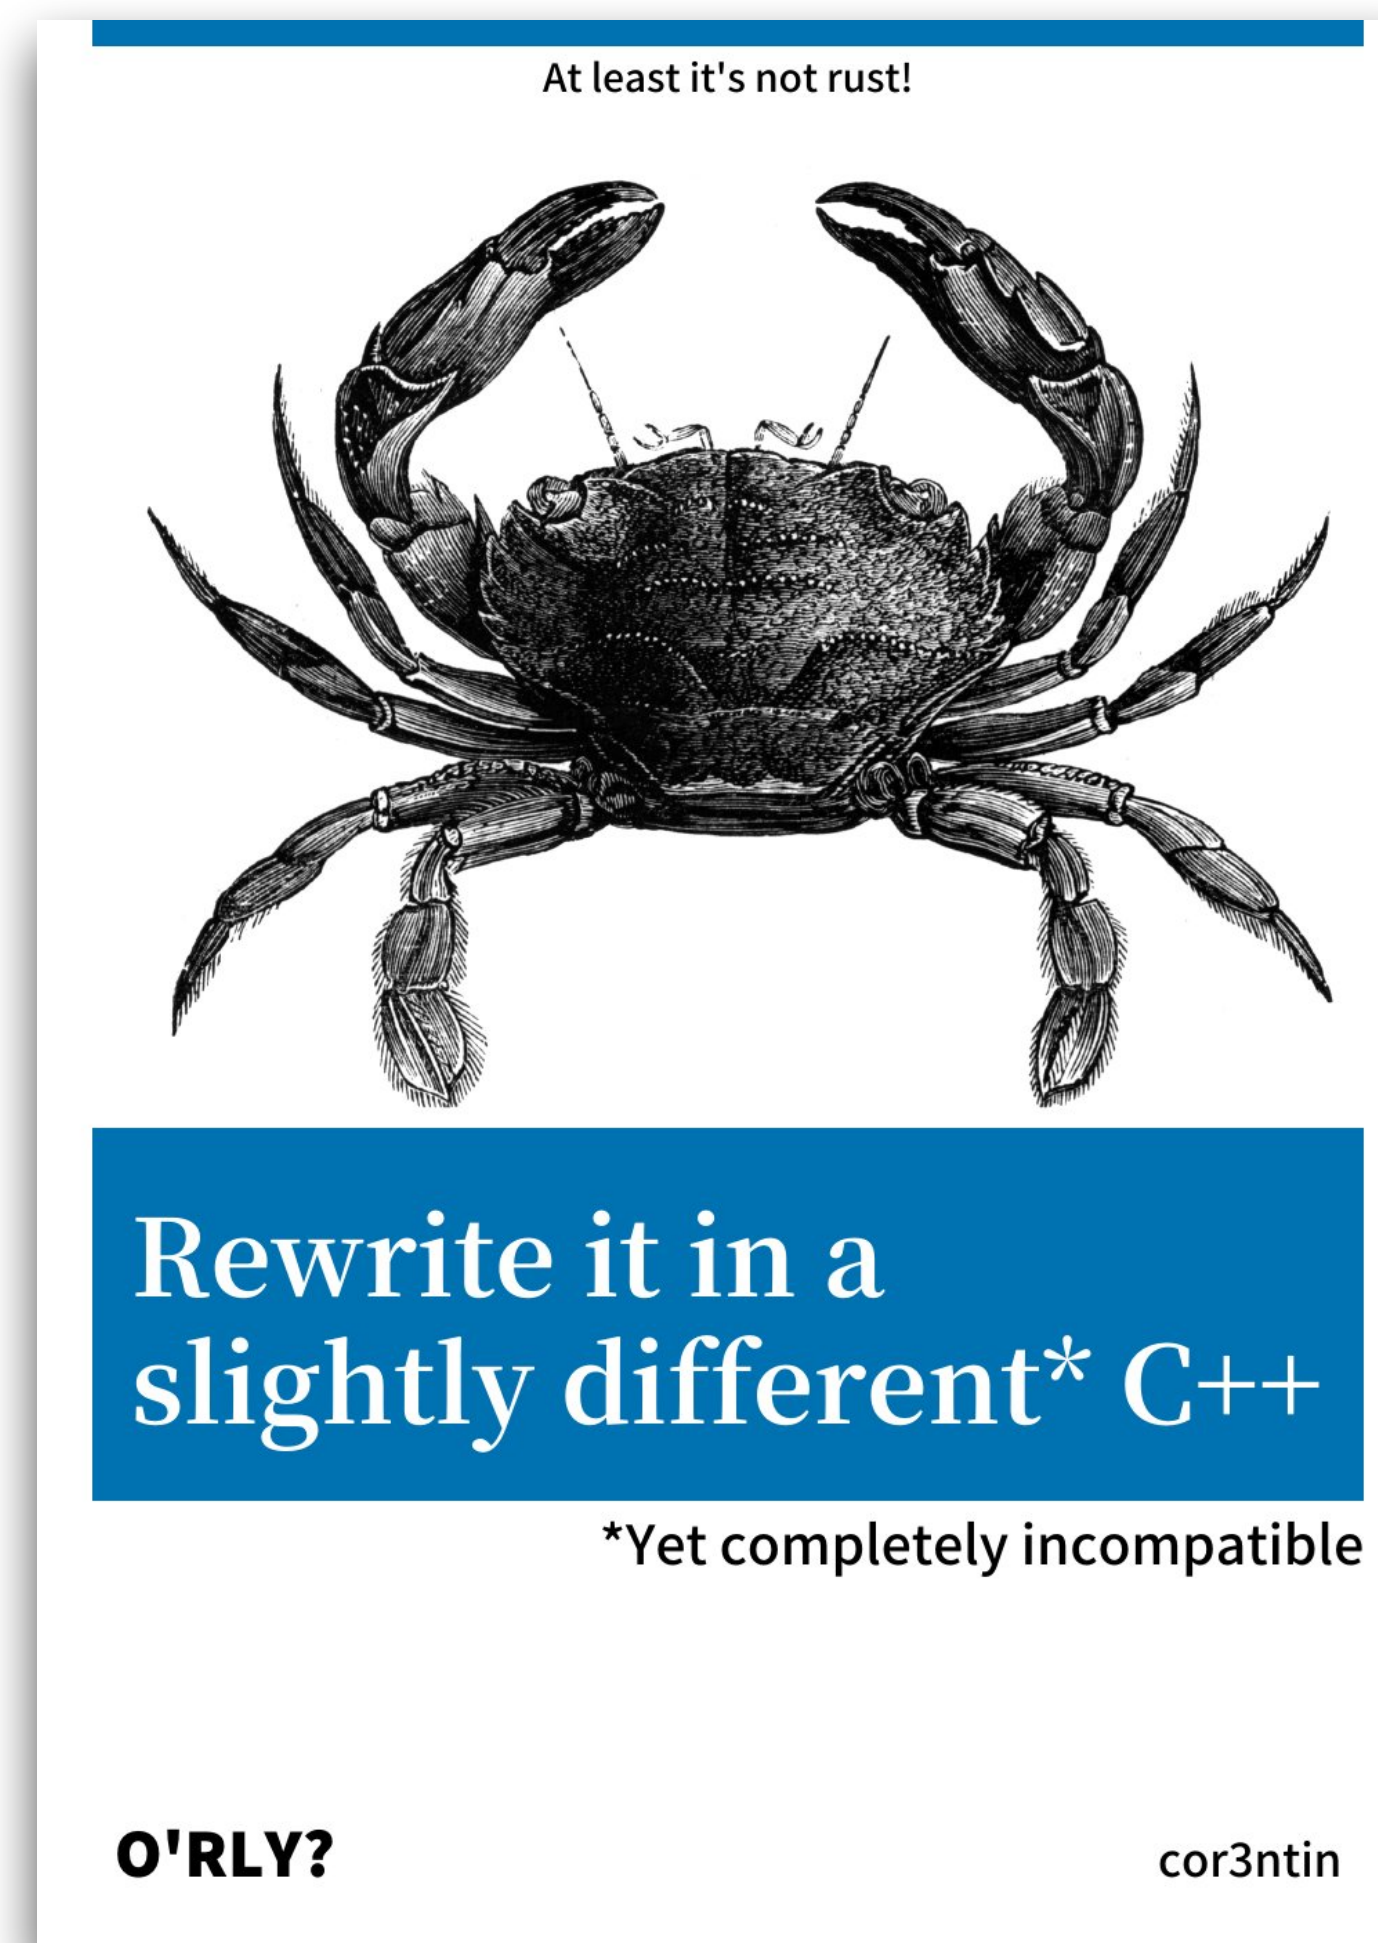 At least it's not rust!
Rewrite it in a
slightly different* C++
*Yet completely incompatible
O'RLY?
cor3ntin